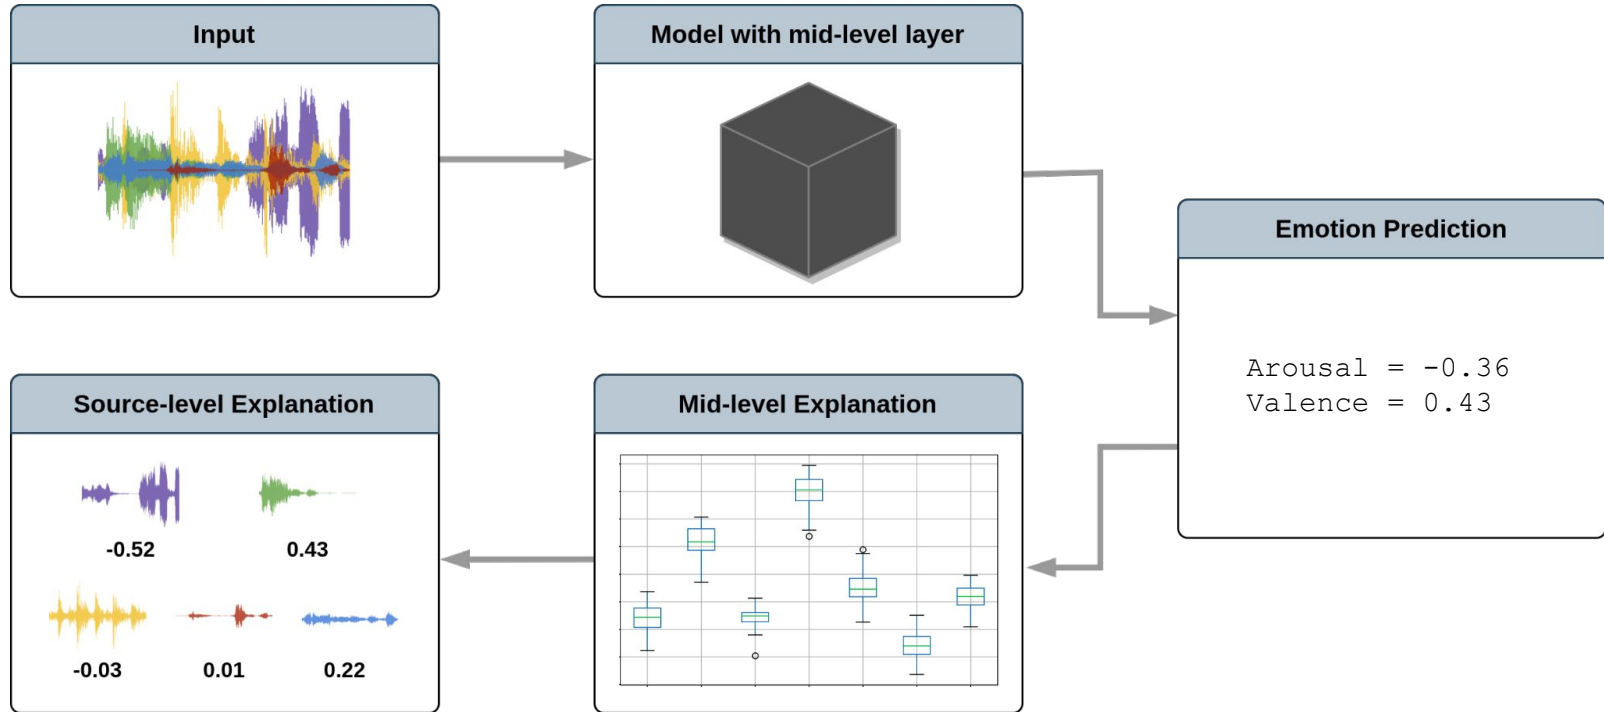 Input
Model with mid-level layer
Emotion Prediction
Arousal = -0.36
Valence = 0.43
Source-level Explanation
-0.52
0.43
-0.03
0.01
0.22
Mid-level Explanation